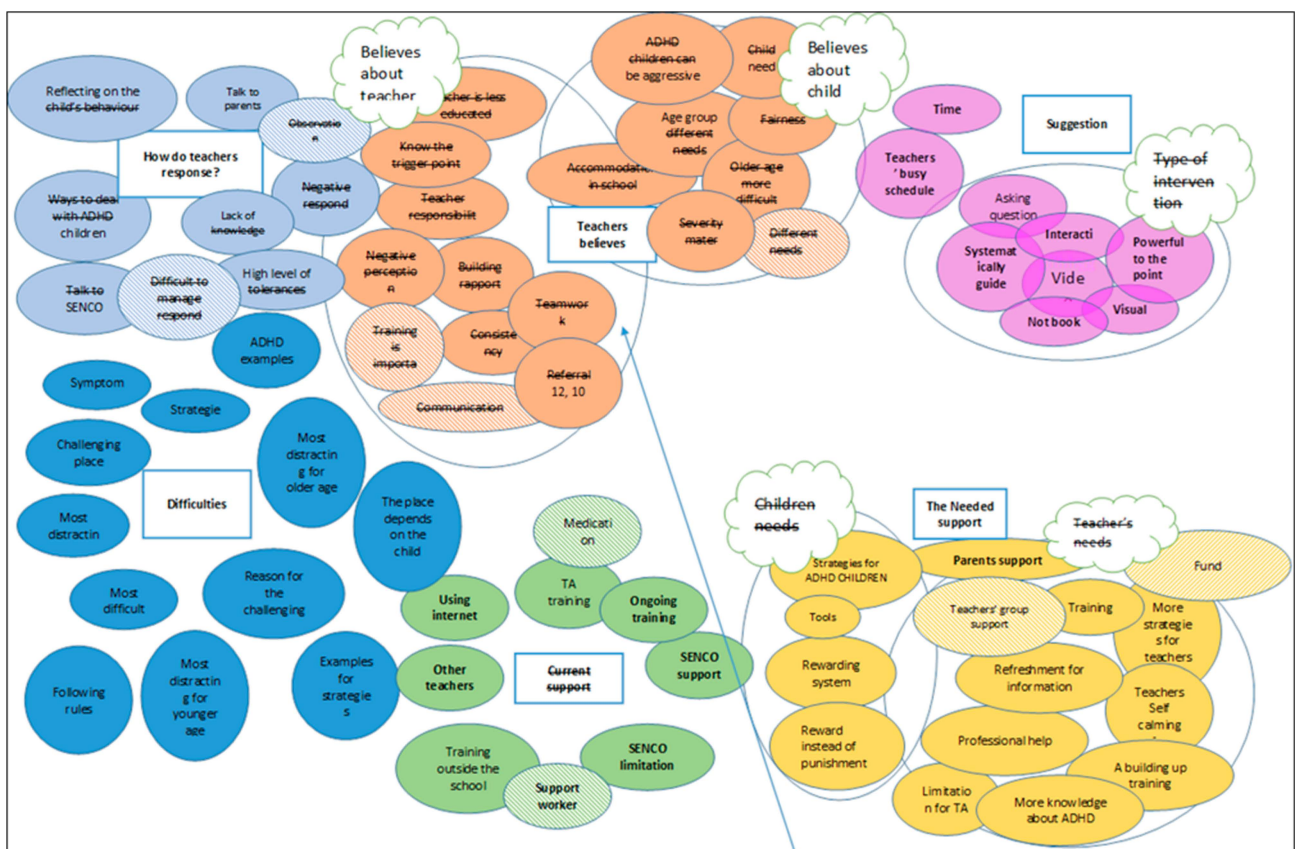 Reflecting on the
child's behaviour
Talk to
parents
Observatio
n
How do teachers
response?
Ways to deal
with ADHD
children
Lack of
knowledge
Negative
respond
Talk to
SENCO
Difficult to
manage
respond
High level of
tolerances
Believes
about
teacher
is less
educated
Know the
trigger point
Teacher
responsibilit
Negative
perceptio
n
Building
rapport
Teamwor
k
Training
is
importa
Consiste
ncy
Referral
12, 10
Communication
Teachers
believes
ADHD
children can
be aggressive
Child
need
Believes
about
child
Age group
different
needs
Fairness
Accommodation
in school
Older age
more
difficult
Severity
mater
Different
needs
Time
Teachers
' busy
schedule
Suggestion
Type of
interven
tion
Asking
question
Interacti
Systemat
ically
guide
Powerful
to the
point
Vide
Visual
Not book
ADHD
examples
Symptom
Strategie
Challenging
place
Most
distractin
g for
older age
Difficulties
Most
distractin
The place
depends
on the
child
Most
difficult
Reason for
the
challenging
Following
rules
Most
distractin
g for
younger
age
Examples
for
strategie
s
Medicati
on
TA
training
Using
internet
Ongoing
training
Other
teachers
Current
support
SENCO
support
Training
outside the
school
Support
worker
SENCO
limitation
Children
needs
The Needed
support
Teacher's
needs
Strategies for
ADHD CHILDREN
Parents support
Fund
Tools
Teachers' group
support
Training
More
strategie
s for
teachers
Rewarding
system
Refreshment for
information
Teachers
Self
calming
Reward
instead of
punishment
Professional help
A building up
training
Limitatio
n for TA
More knowledge
about ADHD